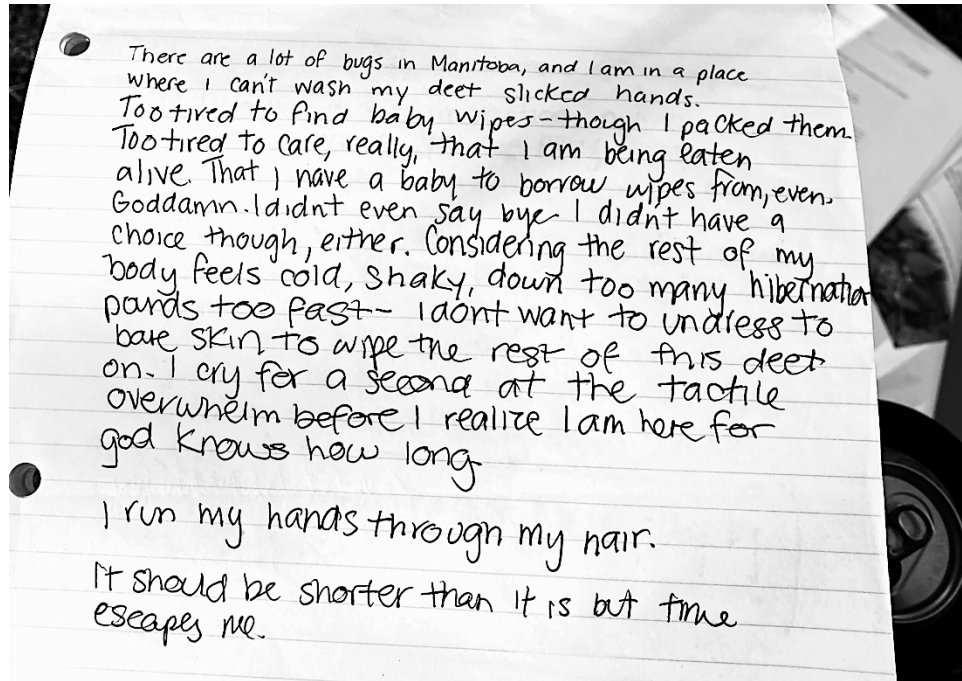 There are a lot of bugs in Manitoba, and I am in a place
where I can't wash my deet slicked hands.
Too tired to find baby wipes - though I packed them.
Too tired to care, really, that I am being eaten
alive. That I have a baby to borrow wipes from, even.
Goddamn. I didnt even say bye. I didnt have a
choice though, either. Considering the rest of my
body feels cold, shaky, down too many hibernation
pounds too fast - I dont want to undress to
bare skin to wipe the rest of this deet
on. I cry for a second at the tactile
overwhelm before I realize I am here for
god knows how long
I run my hands through my hair.
It should be shorter than it is but time
escapes me.